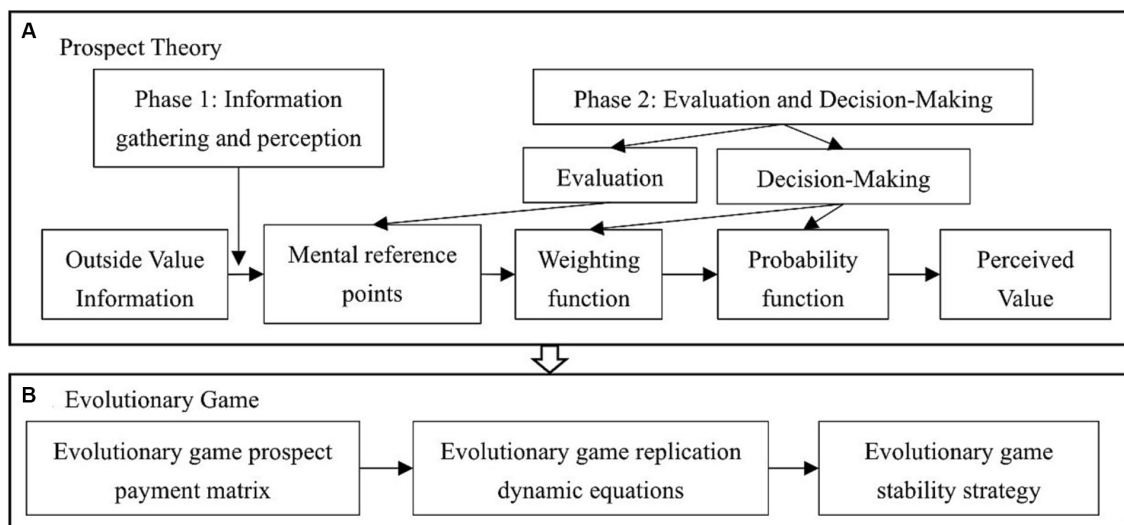 A
Prospect Theory
Phase 1: Information
gathering and perception
Phase 2: Evaluation and Decision-Making
Evaluation
Decision-Making
Outside Value
Information
Mental reference
points
Weighting
function
Probability
function
Perceived
Value
B
Evolutionary Game
Evolutionary game prospect
payment matrix
Evolutionary game replication
dynamic equations
Evolutionary game
stability strategy